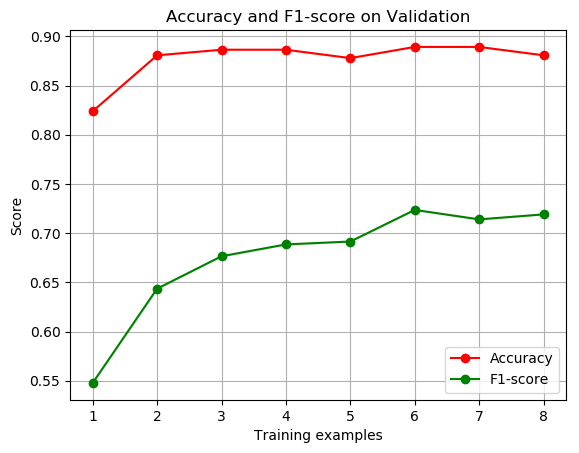 Accuracy and F1-score on Validation
0.90
0.85
0.80
0.75
0.70
0.65
0.60
0.55
Score
1 2 3 4 5 6 7 8
Training examples
Accuracy
F1-score